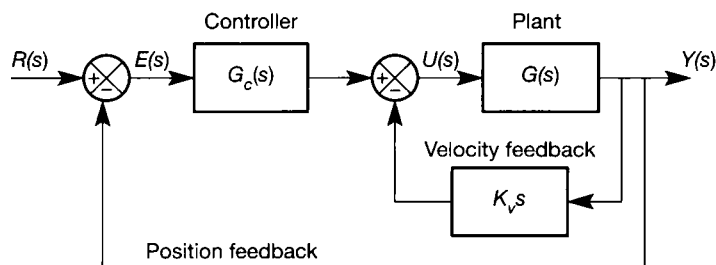 Controller
Plant
R(s)
+
−
E(s)
G_c(s)
+
−
U(s)
G(s)
Y(s)
Velocity feedback
K_v s
Position feedback